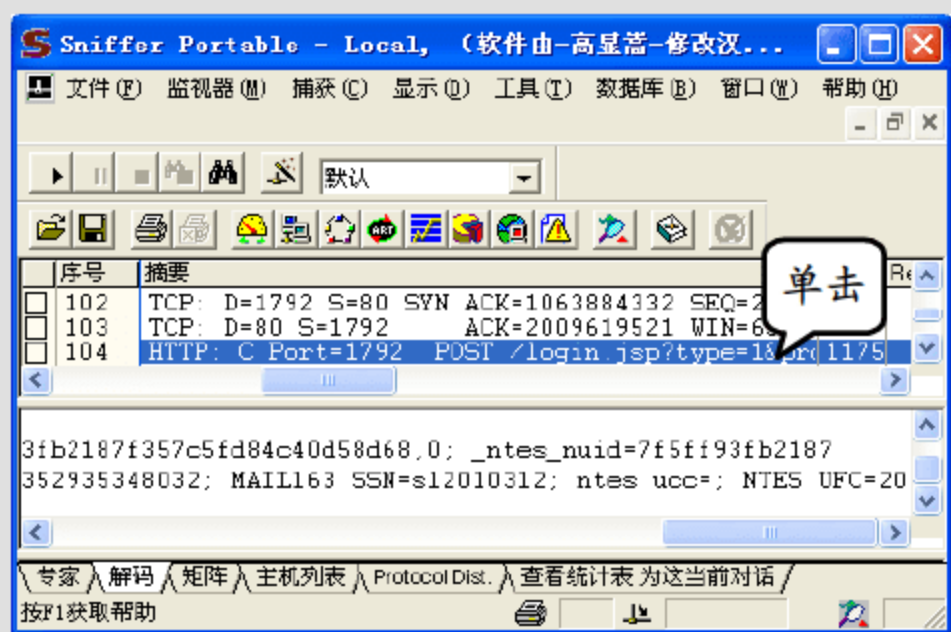 Sniffer Portable - Local, (软件由-高显嵩-修改汉...
文件(F) 监视器(M) 捕获(C) 显示(D) 工具(T) 数据库(B) 窗口(W) 帮助(H)
默认
序号 摘要 Re
单击
102 TCP: D=1792 S=80 SYN ACK=1063884332 SEQ=2
103 TCP: D=80 S=1792 ACK=2009619521 WIN=6
104 HTTP: C Port=1792 POST /login.jsp?type=1&pro 1175
3fb2187f357c5fd84c40d58d68,0; _ntes_nuid=7f5ff93fb2187
352935348032; MAIL163 SSN=s12010312; ntes ucc=; NTES UFC=20
专家 解码 矩阵 主机列表 Protocol Dist. 查看统计表 为这当前对话
按F1获取帮助